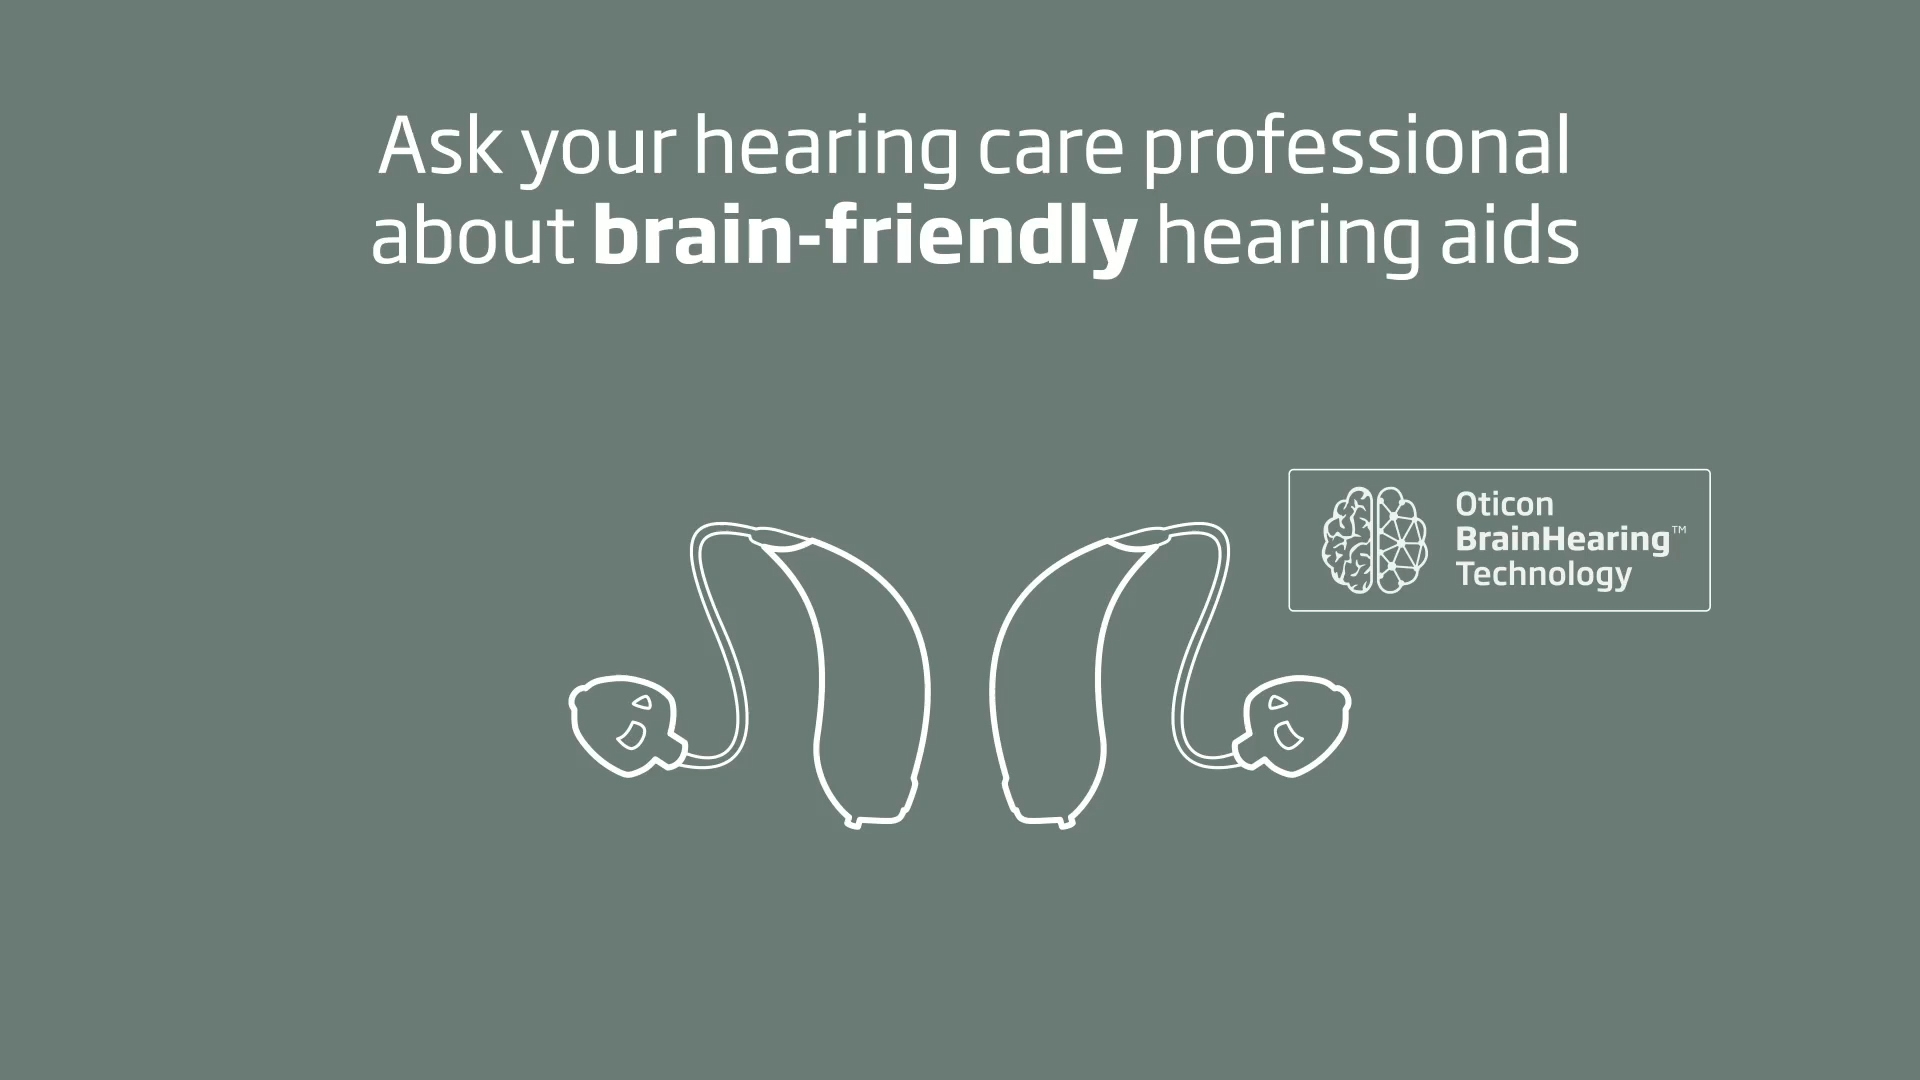 Ask your hearing care professional
about brain-friendly hearing aids
Oticon
BrainHearing™
Technology